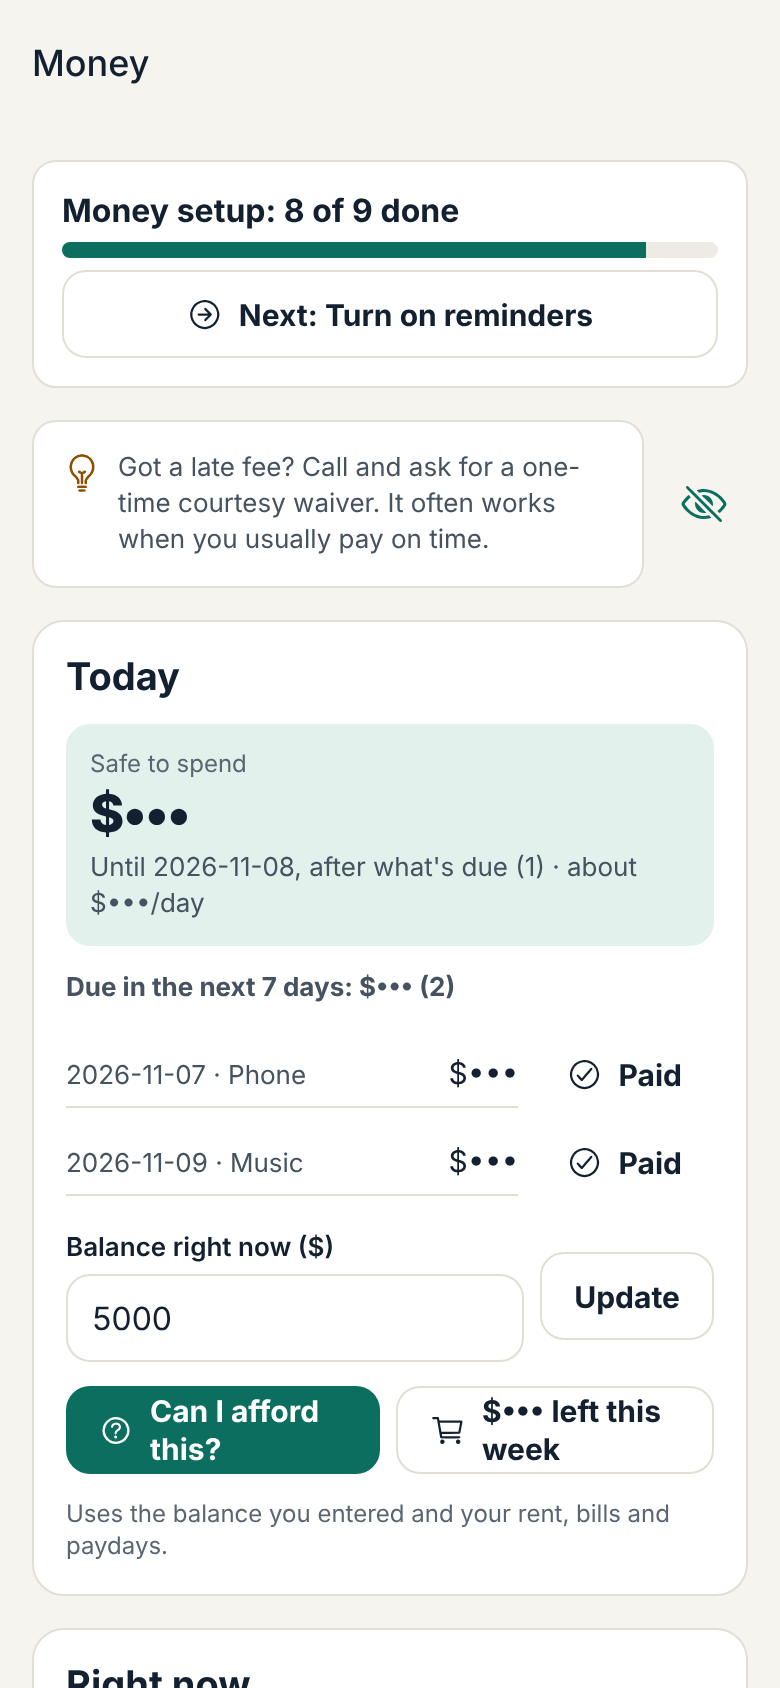 Money
Money setup: 8 of 9 done
Next: Turn on reminders
Got a late fee? Call and ask for a one-
time courtesy waiver. It often works
when you usually pay on time.
Today
Safe to spend
$•••
Until 2026-11-08, after what's due (1) · about
$•••/day
Due in the next 7 days: $••• (2)
2026-11-07 · Phone $••• Paid
2026-11-09 · Music $••• Paid
Balance right now ($)
5000
Update
Can I afford
this?
$••• left this
week
Uses the balance you entered and your rent, bills and
paydays.
Right now